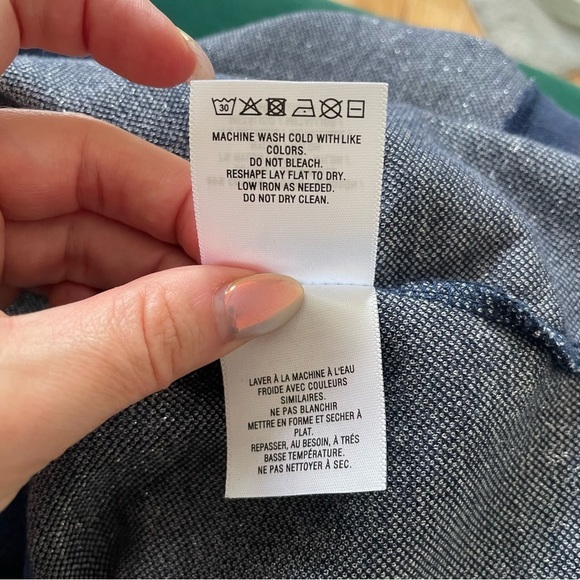 30
MACHINE WASH COLD WITH LIKE
COLORS.
DO NOT BLEACH.
RESHAPE LAY FLAT TO DRY.
LOW IRON AS NEEDED.
DO NOT DRY CLEAN.
LAVER À LA MACHINE À L'EAU
FROIDE AVEC COULEURS
SIMILAIRES.
NE PAS BLANCHIR
METTRE EN FORME ET SECHER À
PLAT.
REPASSER, AU BESOIN, À TRÉS
BASSE TEMPÉRATURE.
NE PAS NETTOYER À SEC.